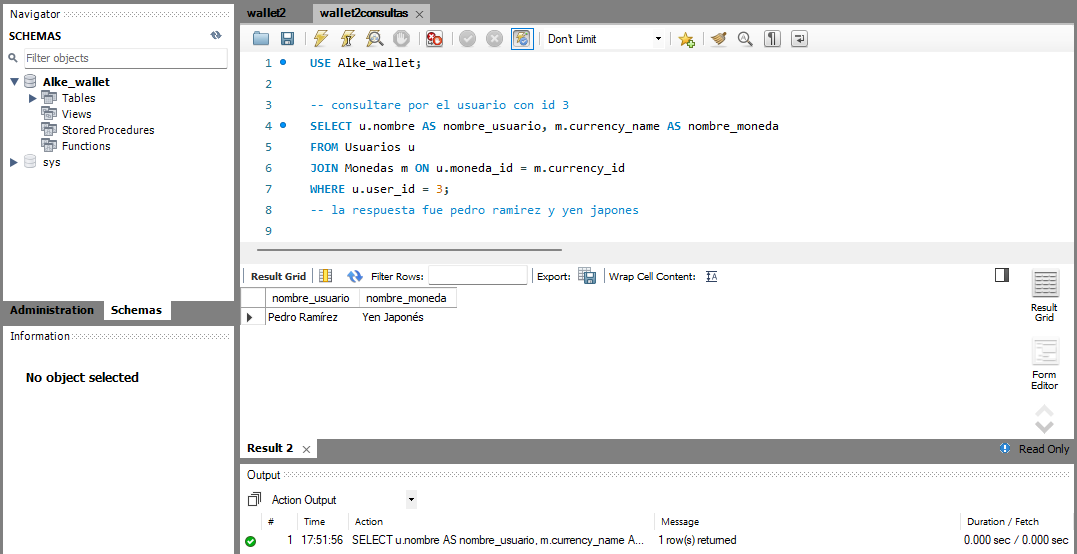 Navigator
SCHEMAS
Filter objects
Alke_wallet
Tables
Views
Stored Procedures
Functions
sys
Administration Schemas
Information
No object selected
wallet2 wallet2consultas
Don't Limit
1 USE Alke_wallet;
2
3 -- consultare por el usuario con id 3
4 SELECT u.nombre AS nombre_usuario, m.currency_name AS nombre_moneda
5 FROM Usuarios u
6 JOIN Monedas m ON u.moneda_id = m.currency_id
7 WHERE u.user_id = 3;
8 -- la respuesta fue pedro ramirez y yen japones
9
Result Grid Filter Rows: Export: Wrap Cell Content: IA
nombre_usuario nombre_moneda
Pedro Ramírez Yen Japonés
Result
Grid
Form
Editor
Result 2 Read Only
Output
Action Output
# Time Action Message Duration / Fetch
1 17:51:56 SELECT u.nombre AS nombre_usuario, m.currency_name A... 1 row(s) returned 0.000 sec / 0.000 sec